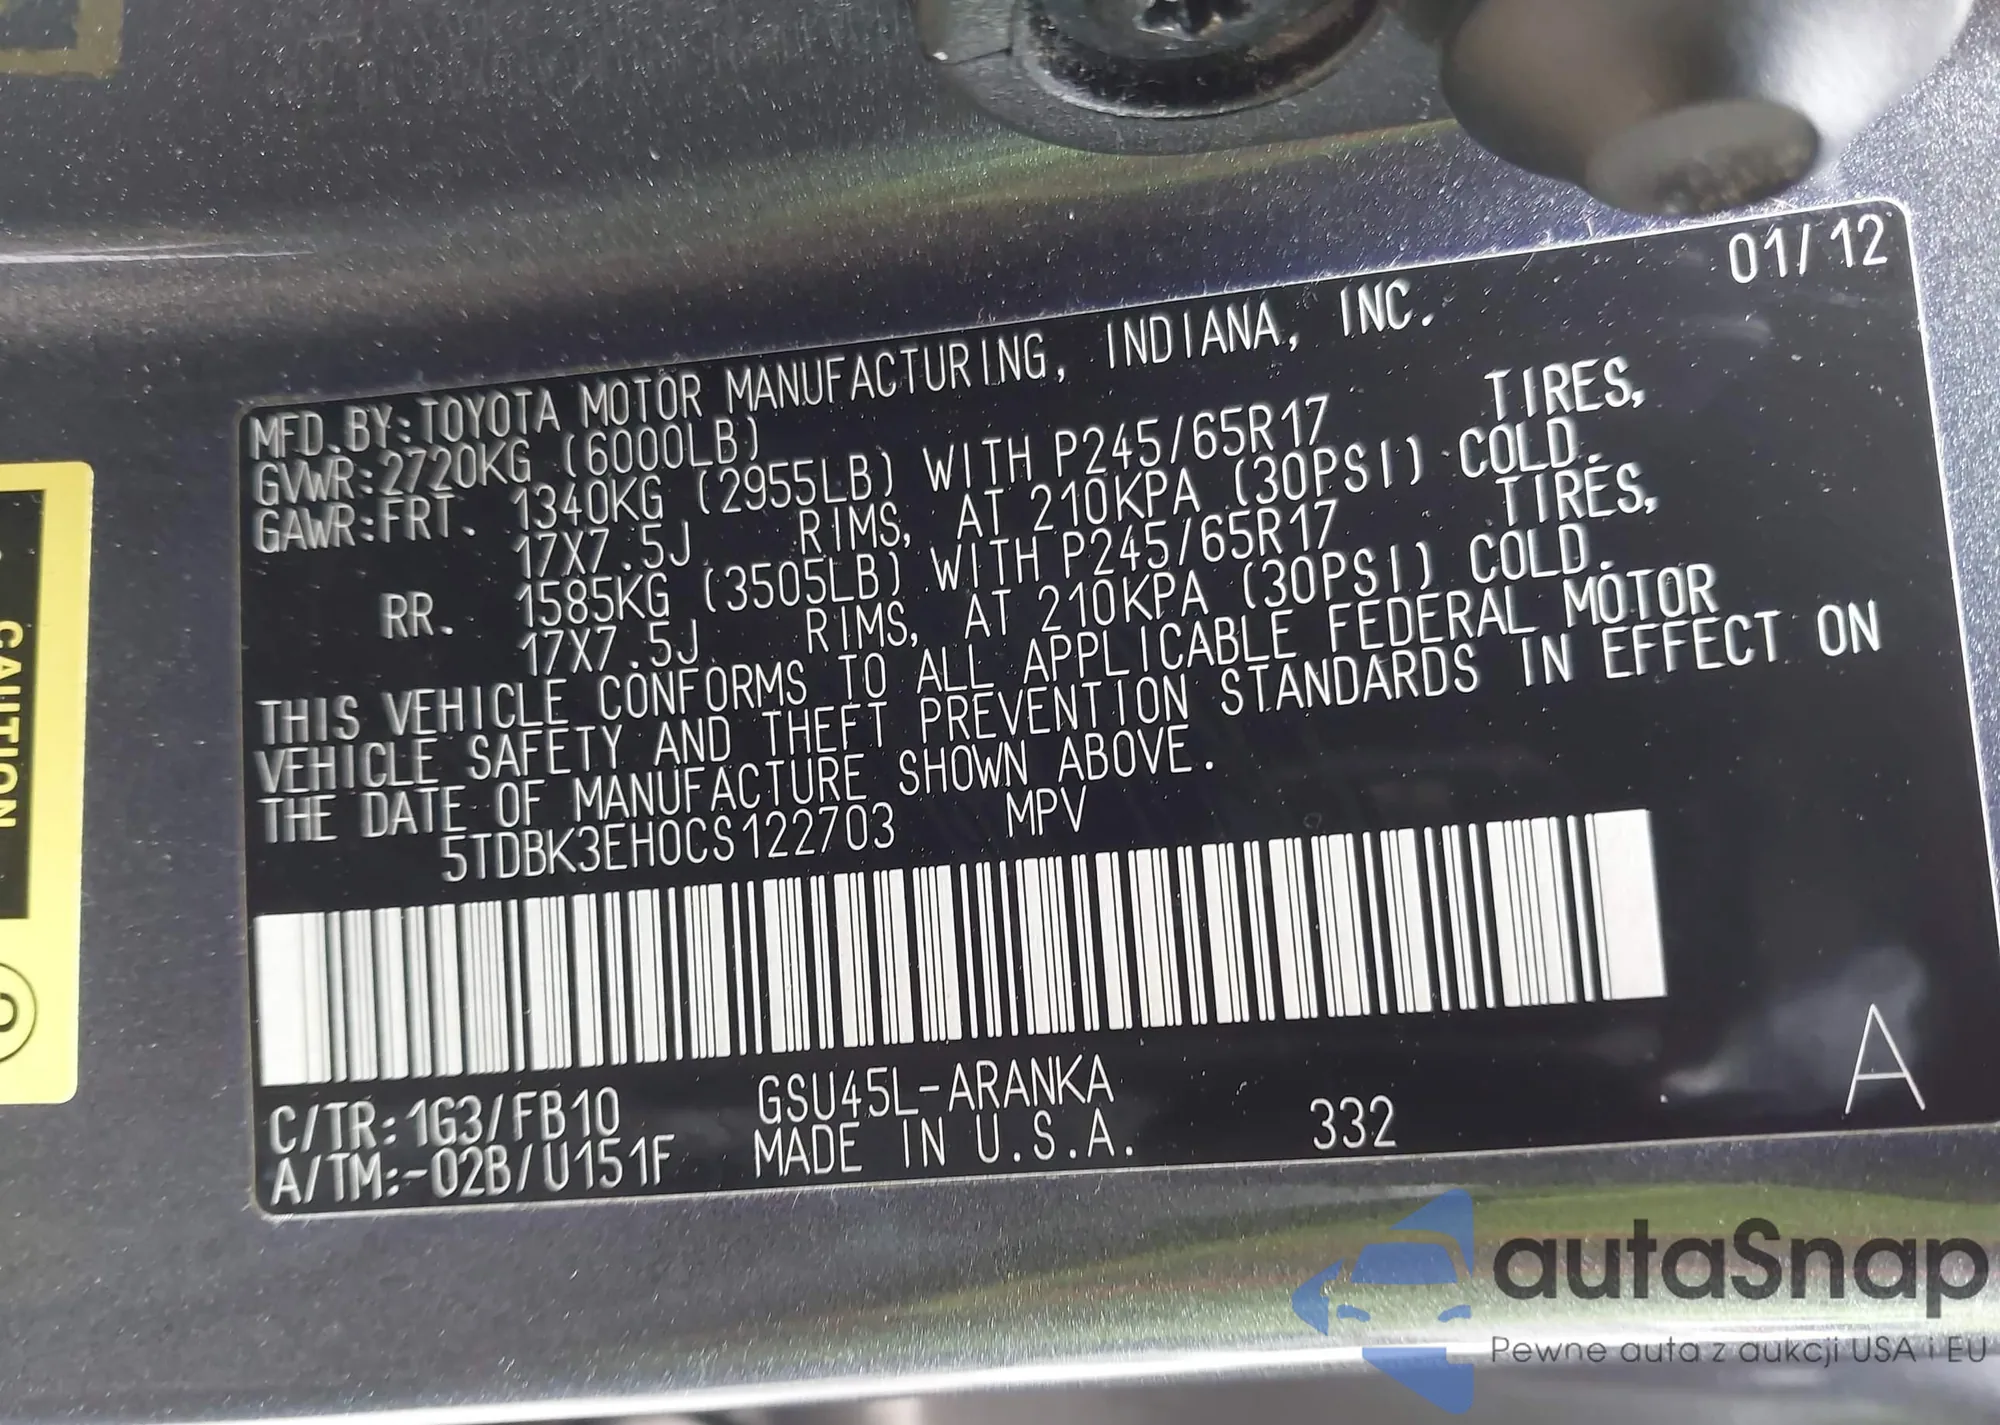 01/12
MFD.BY:TOYOTA MOTOR MANUFACTURING, INDIANA, INC.
GVWR:2720KG (6000LB)
GAWR:FRT. 1340KG (2955LB) WITH P245/65R17 TIRES,
17X7.5J RIMS, AT 210KPA (30PSI) COLD.
RR. 1585KG (3505LB) WITH P245/65R17 TIRES,
17X7.5J RIMS, AT 210KPA (30PSI) COLD.
THIS VEHICLE CONFORMS TO ALL APPLICABLE FEDERAL MOTOR
VEHICLE SAFETY AND THEFT PREVENTION STANDARDS IN EFFECT ON
THE DATE OF MANUFACTURE SHOWN ABOVE.
5TDBK3EH0CS122703 MPV
C/TR:1G3/FB10 GSU45L-ARANKA
A/TM:-02B/U151F MADE IN U.S.A. 332
A
CAUTION
autaSnap
Pewne auta z aukcji USA i EU